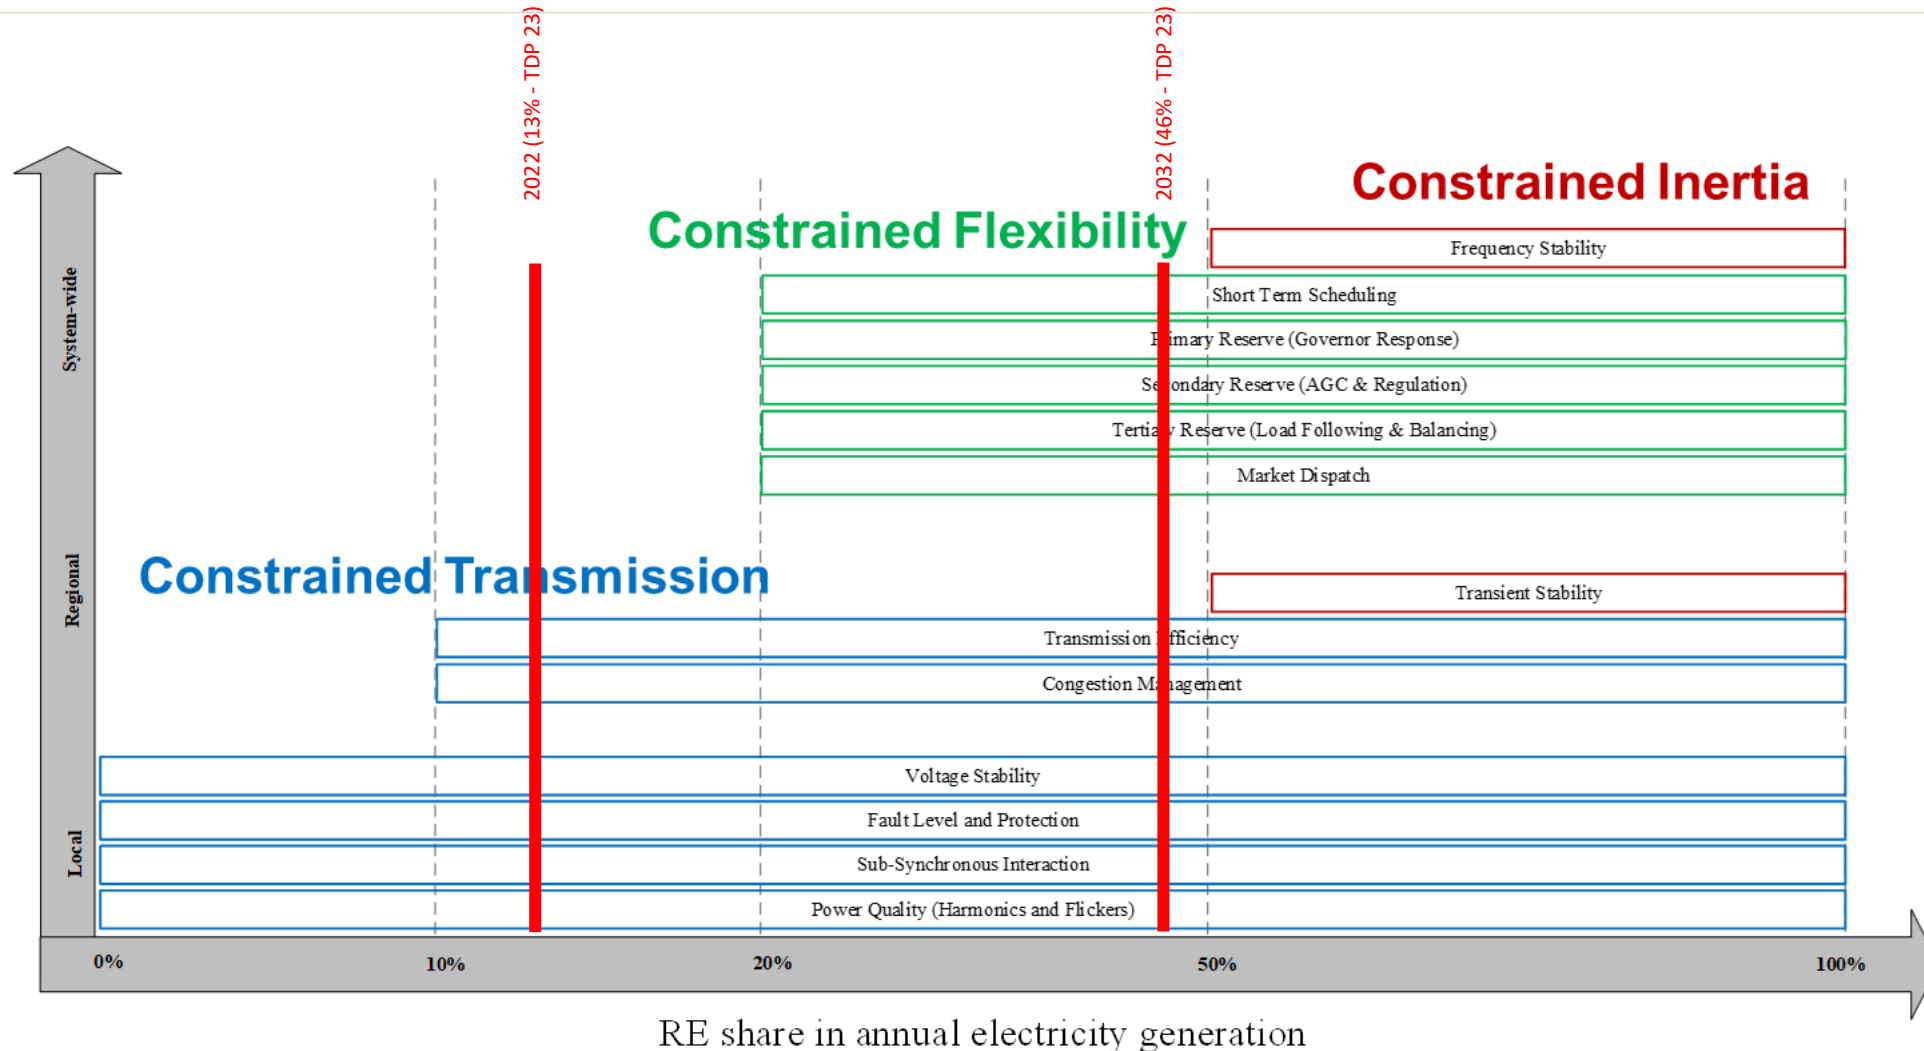 2022 (13% - TDP 23)
2032 (46% - TDP 23)
Constrained Inertia
Constrained Flexibility
Frequency Stability
Short Term Scheduling
Primary Reserve (Governor Response)
Secondary Reserve (AGC & Regulation)
Tertiary Reserve (Load Following & Balancing)
Market Dispatch
System-wide
Constrained Transmission
Transient Stability
Transmission Efficiency
Congestion Management
Regional
Voltage Stability
Fault Level and Protection
Sub-Synchronous Interaction
Power Quality (Harmonics and Flickers)
Local
0%
10%
20%
50%
100%
RE share in annual electricity generation